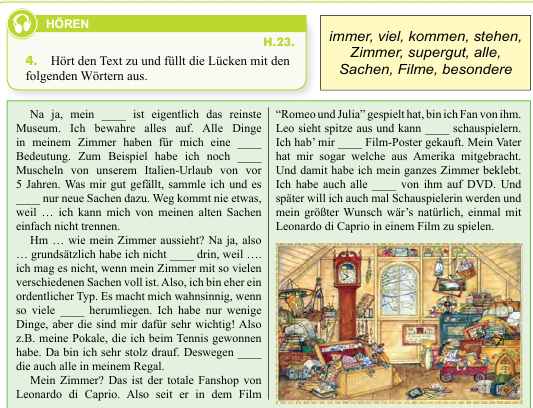 HÖREN
H.23.
4. Hört den Text zu und füllt die Lücken mit den
folgenden Wörtern aus.
immer, viel, kommen, stehen,
Zimmer, supergut, alle,
Sachen, Filme, besondere
Na ja, mein ____ ist eigentlich das reinste
Museum. Ich bewahre alles auf. Alle Dinge
in meinem Zimmer haben für mich eine ____
Bedeutung. Zum Beispiel habe ich noch ____
Muscheln von unserem Italien-Urlaub von vor
5 Jahren. Was mir gut gefällt, sammle ich und es
____ nur neue Sachen dazu. Weg kommt nie etwas,
weil … ich kann mich von meinen alten Sachen
einfach nicht trennen.
Hm … wie mein Zimmer aussieht? Na ja, also
… grundsätzlich habe ich nicht ____ drin, weil ….
ich mag es nicht, wenn mein Zimmer mit so vielen
verschiedenen Sachen voll ist. Also, ich bin eher ein
ordentlicher Typ. Es macht mich wahnsinnig, wenn
so viele ____ herumliegen. Ich habe nur wenige
Dinge, aber die sind mir dafür sehr wichtig! Also
z.B. meine Pokale, die ich beim Tennis gewonnen
habe. Da bin ich sehr stolz drauf. Deswegen ____
die auch alle in meinem Regal.
Mein Zimmer? Das ist der totale Fanshop von
Leonardo di Caprio. Also seit er in dem Film
“Romeo und Julia” gespielt hat, bin ich Fan von ihm.
Leo sieht spitze aus und kann ____ schauspielern.
Ich hab’ mir ____ Film-Poster gekauft. Mein Vater
hat mir sogar welche aus Amerika mitgebracht.
Und damit habe ich mein ganzes Zimmer beklebt.
Ich habe auch alle ____ von ihm auf DVD. Und
später will ich auch mal Schauspielerin werden und
mein größter Wunsch wär’s natürlich, einmal mit
Leonardo di Caprio in einem Film zu spielen.